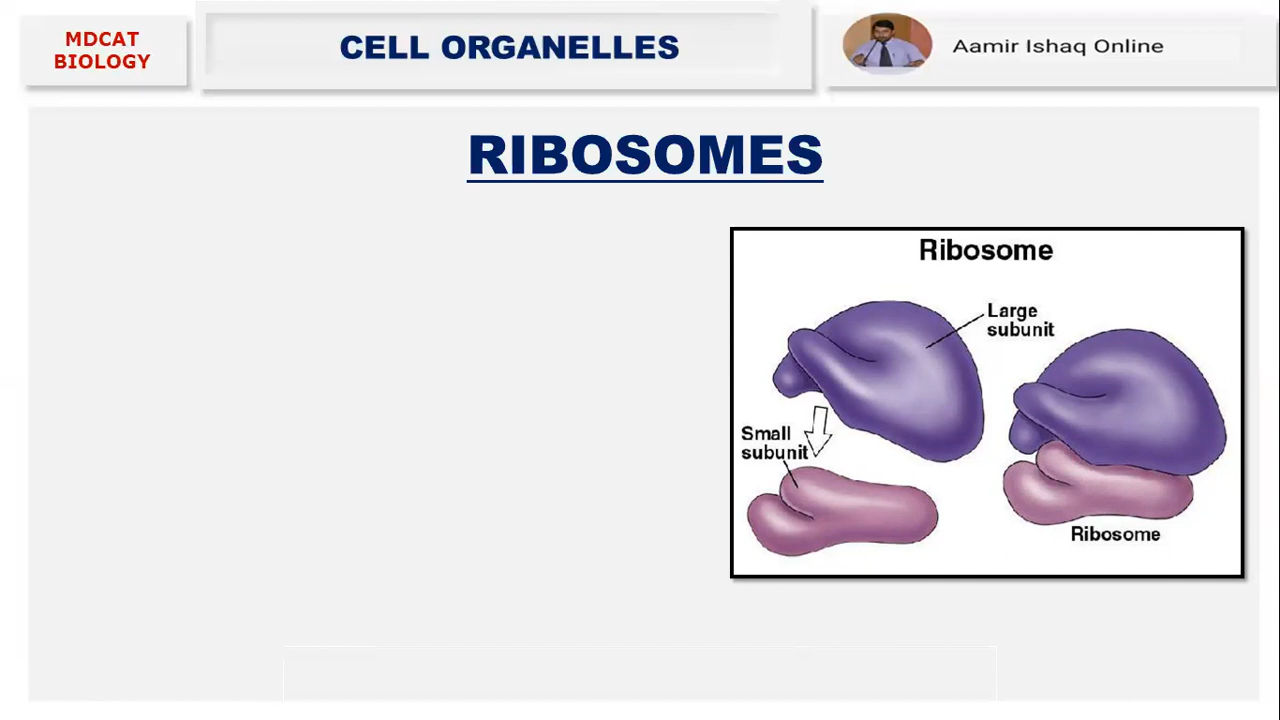 MDCAT
BIOLOGY
CELL ORGANELLES
Aamir Ishaq Online
RIBOSOMES
Ribosome
Large
subunit
Small
subunit
Ribosome